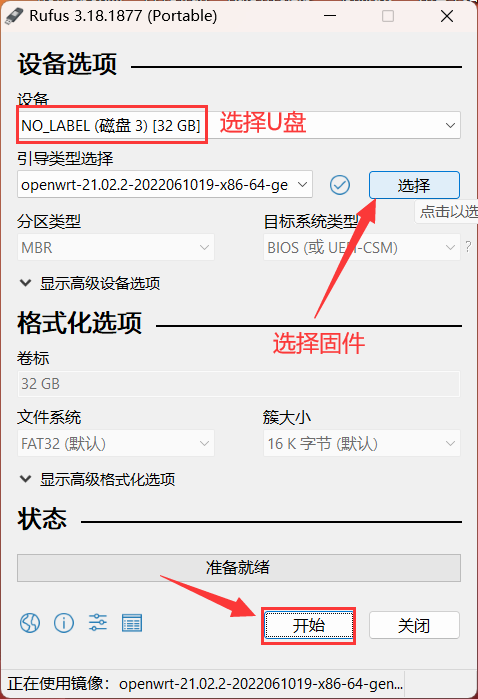 Rufus 3.18.1877 (Portable)
设备选项
设备
NO_LABEL (磁盘 3) [32 GB]
选择U盘
引导类型选择
openwrt-21.02.2-2022061019-x86-64-ge
选择
点击以选
分区类型
目标系统类型
MBR
BIOS (或 UEFI-CSM)
?
显示高级设备选项
格式化选项
选择固件
卷标
32 GB
文件系统
簇大小
FAT32 (默认)
16 K 字节 (默认)
显示高级格式化选项
状态
准备就绪
开始
关闭
正在使用镜像：openwrt-21.02.2-2022061019-x86-64-gen...